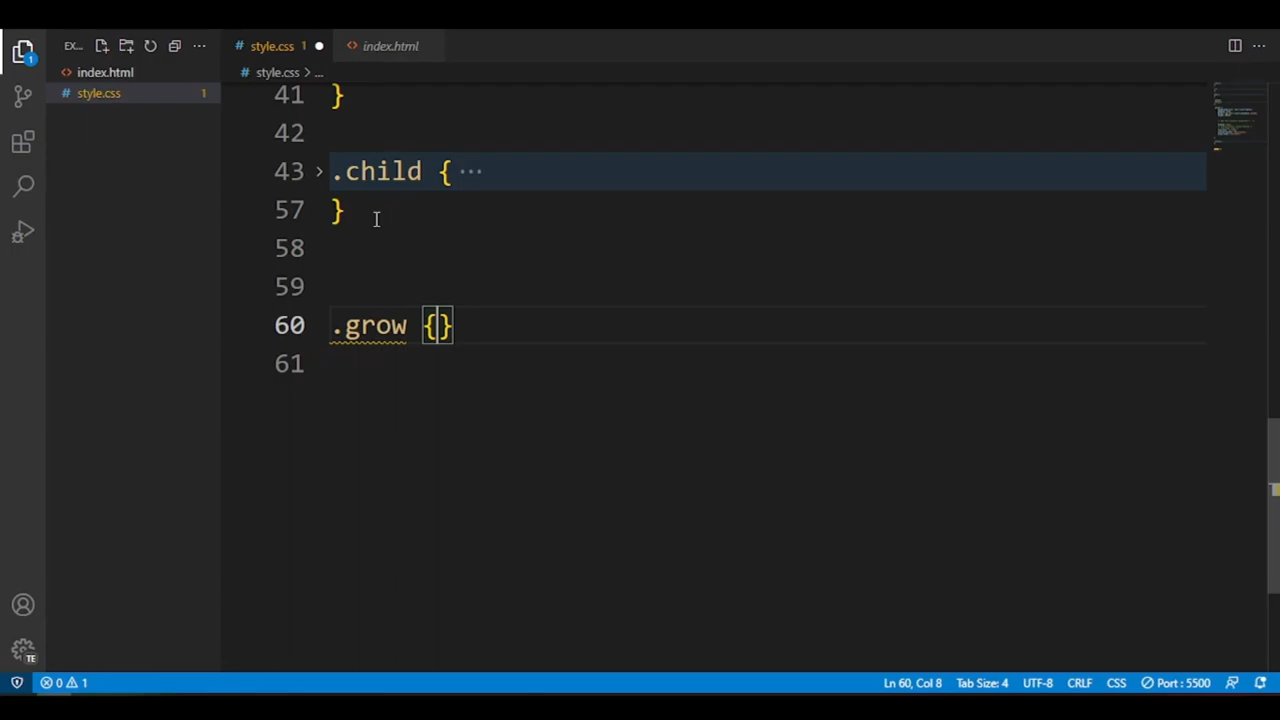 EX...
style.css 1
index.html
index.html
style.css > ...
style.css 1
41 }
42
43 .child { ...
57 }
58
59
60 .grow {}
61
1
TE
0 1
Ln 60, Col 8
Tab Size: 4
UTF-8
CRLF
CSS
Port : 5500